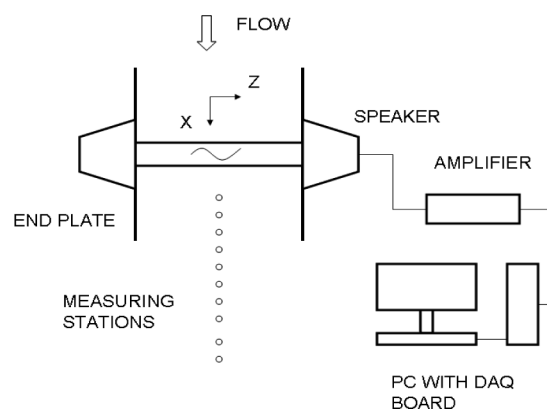 FLOW
Z
X
SPEAKER
AMPLIFIER
END PLATE
MEASURING
STATIONS
PC WITH DAQ
BOARD